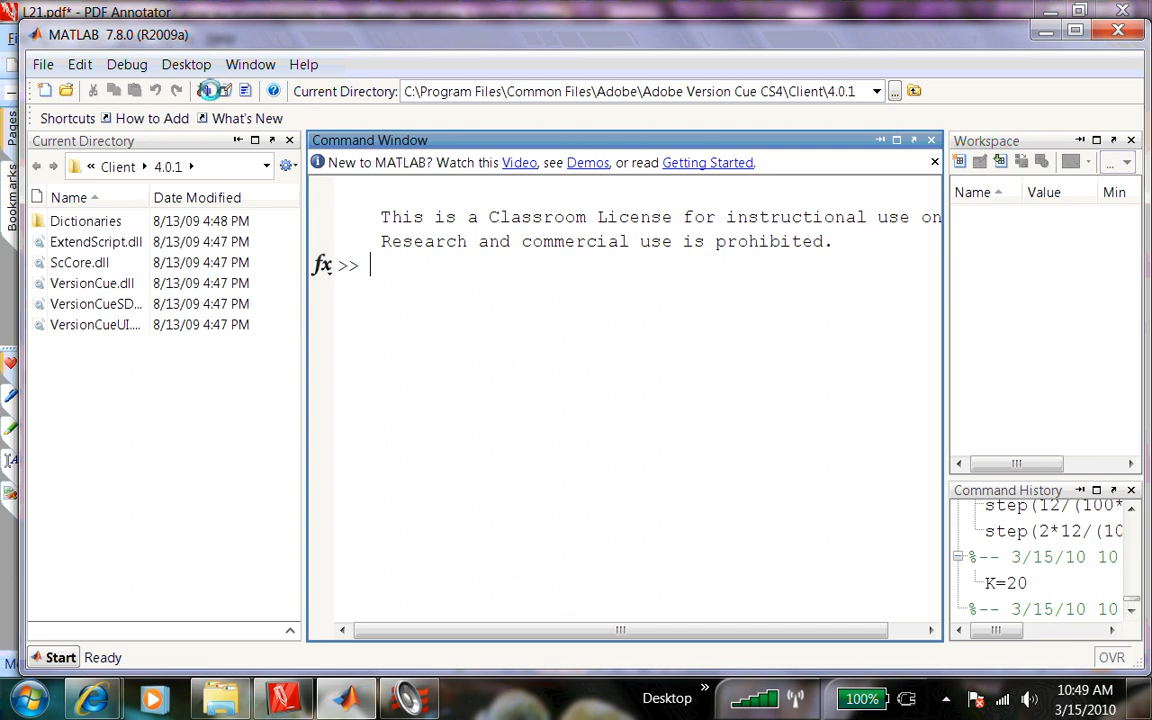 L21.pdf* - PDF Annotator
MATLAB 7.8.0 (R2009a)
File Edit Debug Desktop Window Help
Current Directory: C:\Program Files\Common Files\Adobe\Adobe Version Cue CS4\Client\4.0.1
Shortcuts How to Add What's New
Current Directory
« Client 4.0.1
Name Date Modified
Dictionaries 8/13/09 4:48 PM
ExtendScript.dll 8/13/09 4:47 PM
ScCore.dll 8/13/09 4:47 PM
VersionCue.dll 8/13/09 4:47 PM
VersionCueSD... 8/13/09 4:47 PM
VersionCueUI.... 8/13/09 4:47 PM
Pages
Bookmarks
Command Window
New to MATLAB? Watch this Video, see Demos, or read Getting Started.
This is a Classroom License for instructional use on
Research and commercial use is prohibited.
fx >>
Workspace
Name Value Min
Command History
step(12/(100*
step(2*12/(10
%-- 3/15/10 10
K=20
%-- 3/15/10 10
Start Ready
OVR
Desktop »
100%
10:49 AM
3/15/2010